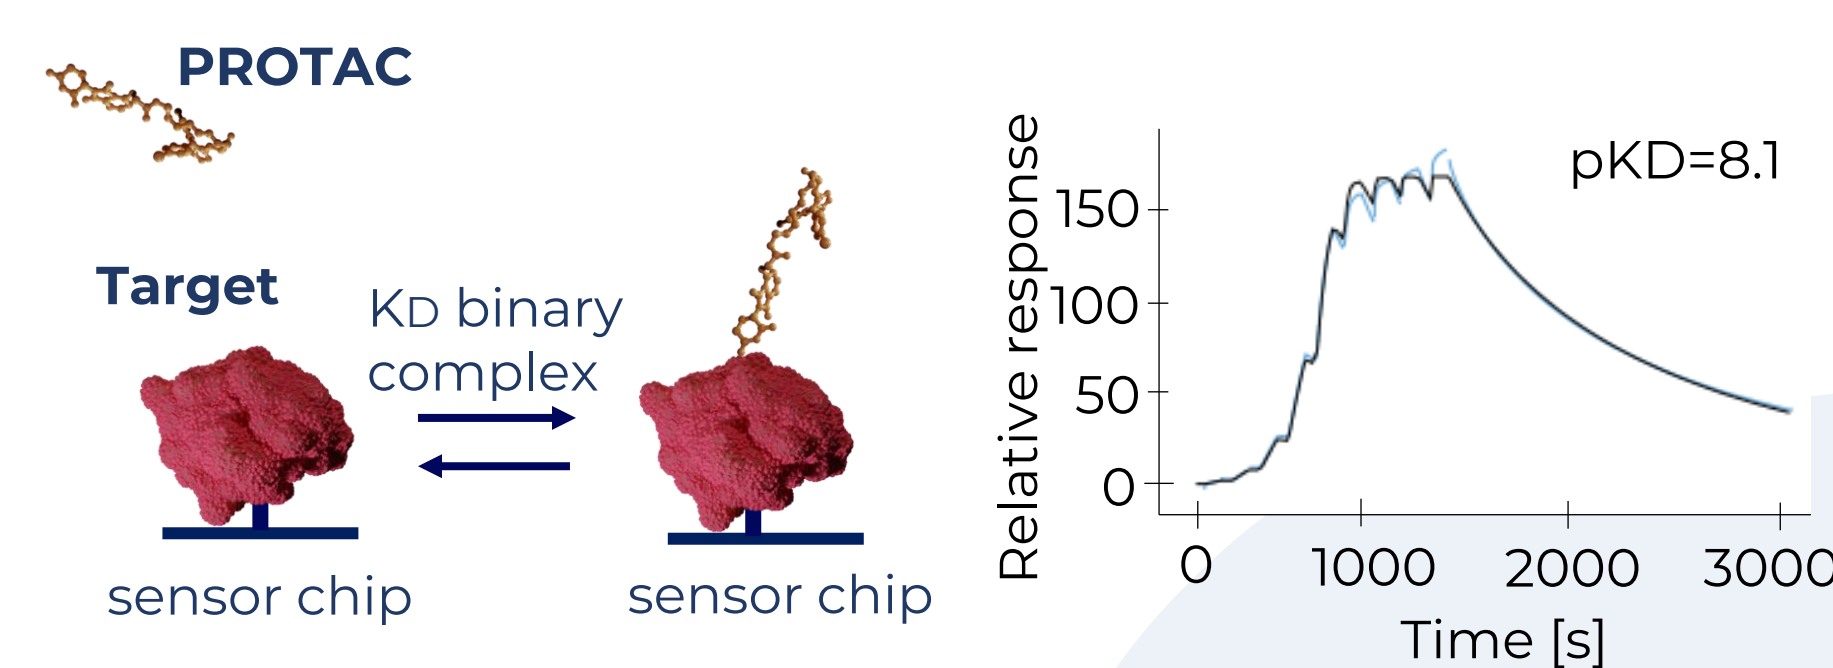 PROTAC
Target
KD binary
complex
sensor chip
sensor chip
Relative response
150
100
50
0
pKD=8.1
0
1000
2000
3000
Time [s]